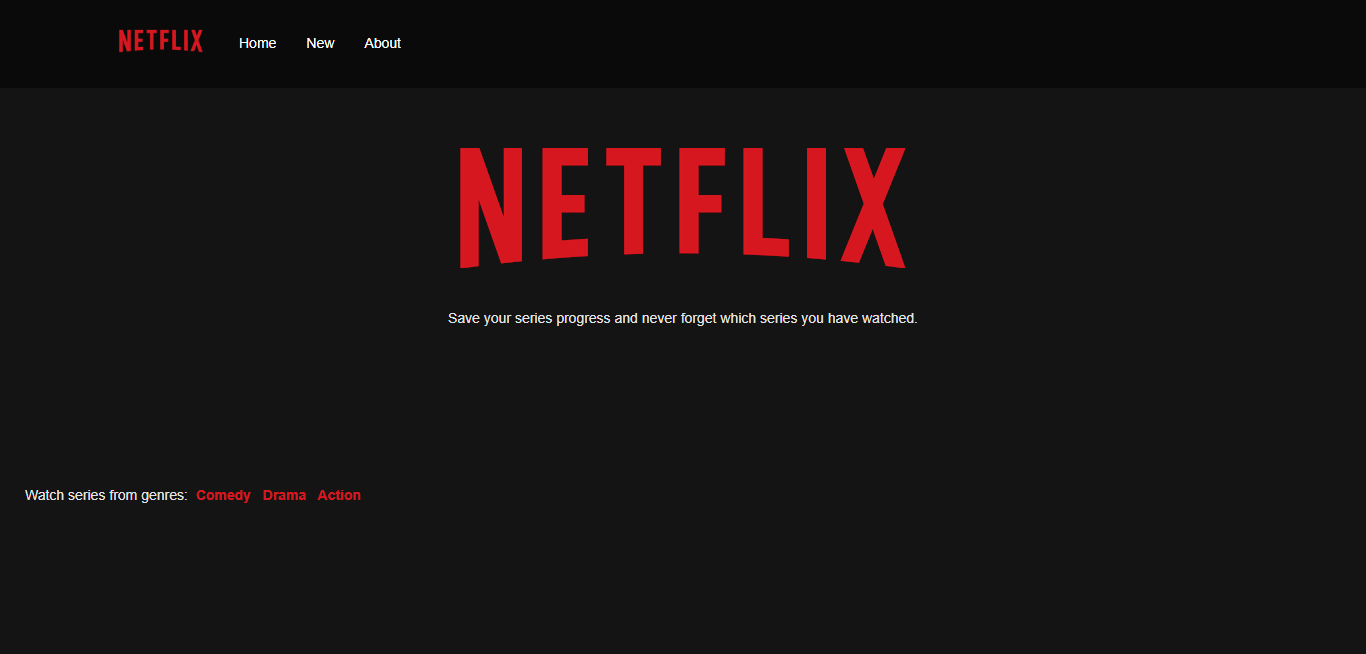 NETFLIX Home New About
NETFLIX
Save your series progress and never forget which series you have watched.
Watch series from genres: Comedy Drama Action